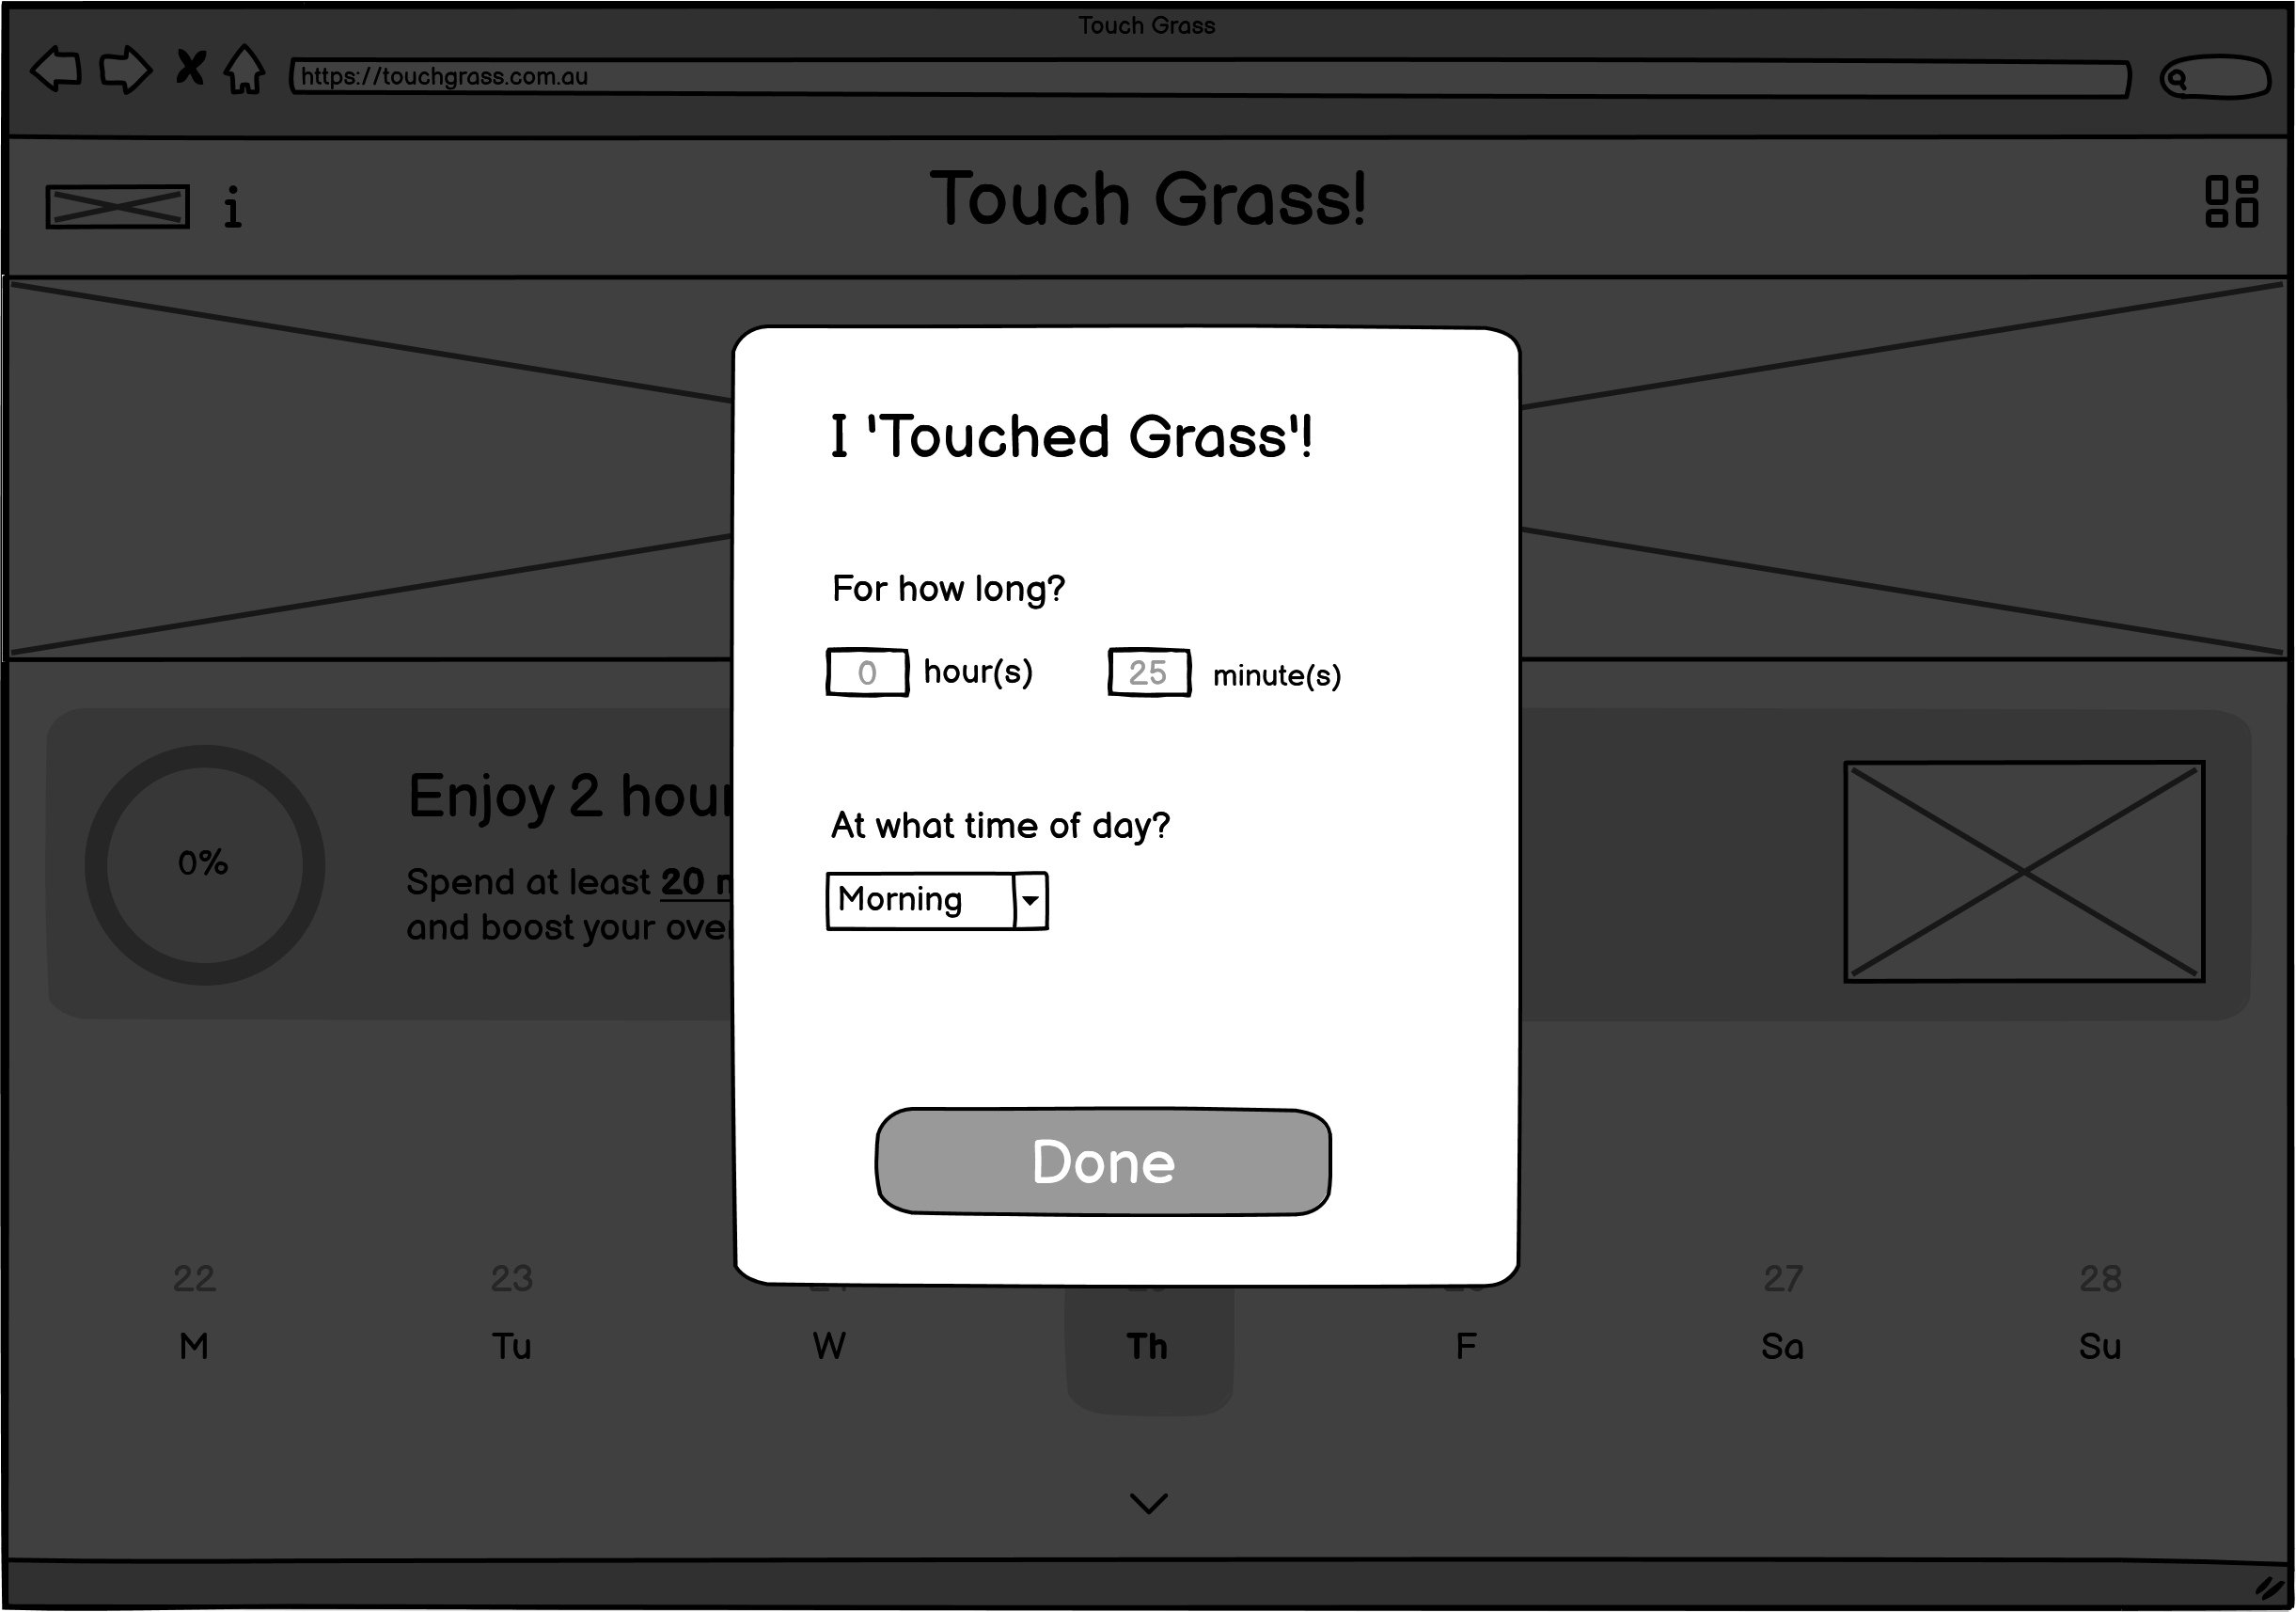 Touch Grass
https://touchgrass.com.au
i
Touch Grass!
I 'Touched Grass'!
For how long?
0 hour(s) 25 minute(s)
0%
Enjoy 2
Spend at least 20
and boost your
At what time of day?
Morning
Done
22 23 27 28
M Tu W Th F Sa Su